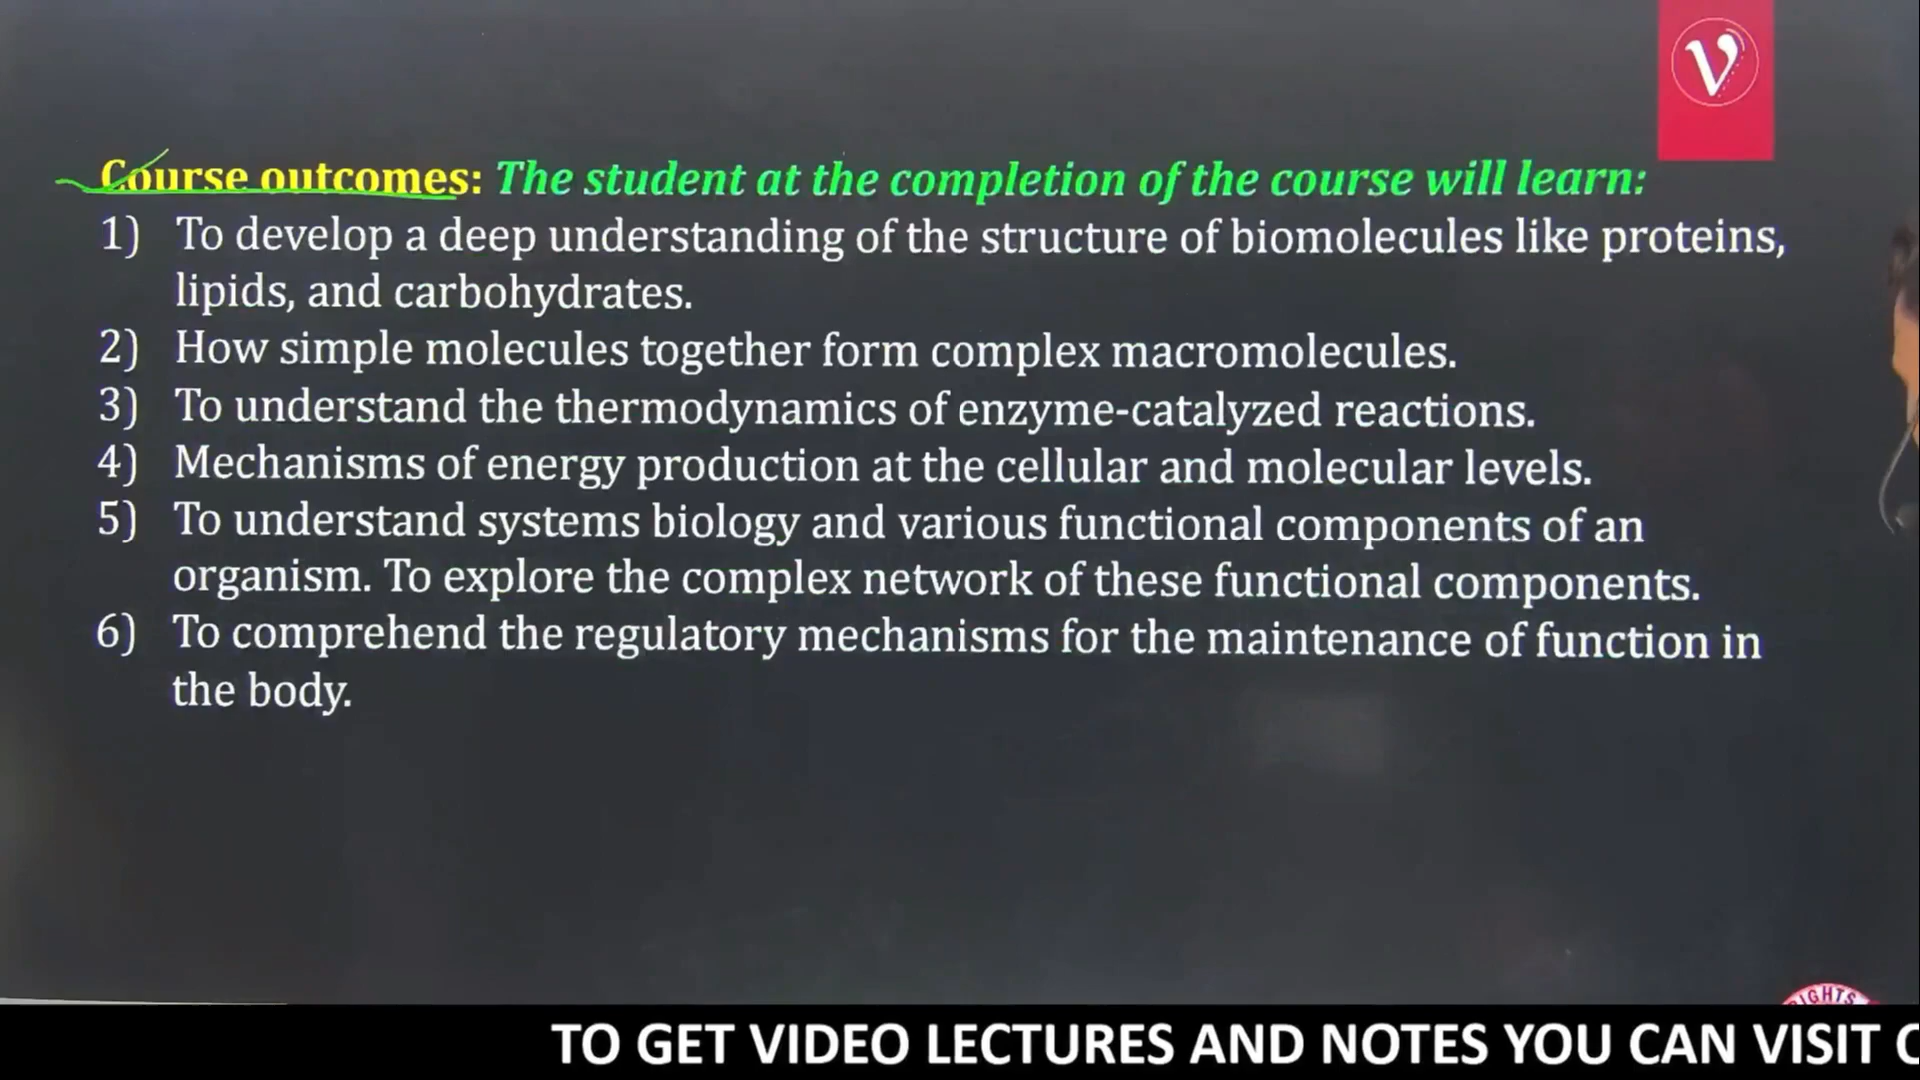 V
Course outcomes: The student at the completion of the course will learn:
1) To develop a deep understanding of the structure of biomolecules like proteins,
lipids, and carbohydrates.
2) How simple molecules together form complex macromolecules.
3) To understand the thermodynamics of enzyme-catalyzed reactions.
4) Mechanisms of energy production at the cellular and molecular levels.
5) To understand systems biology and various functional components of an
organism. To explore the complex network of these functional components.
6) To comprehend the regulatory mechanisms for the maintenance of function in
the body.
TO GET VIDEO LECTURES AND NOTES YOU CAN VISIT